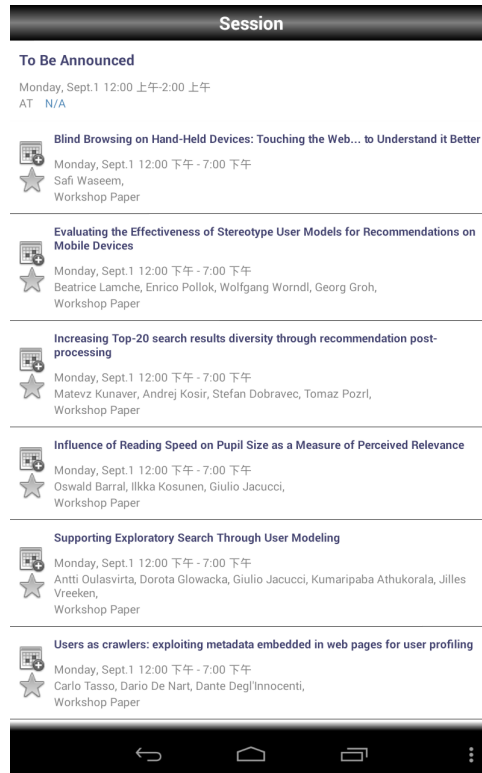 Session
To Be Announced
Monday, Sept.1 12:00 上午-2:00 上午
AT N/A
Blind Browsing on Hand-Held Devices: Touching the Web... to Understand it Better
Monday, Sept.1 12:00 下午 - 7:00 下午
Safi Waseem,
Workshop Paper
Evaluating the Effectiveness of Stereotype User Models for Recommendations on
Mobile Devices
Monday, Sept.1 12:00 下午 - 7:00 下午
Beatrice Lamche, Enrico Pollok, Wolfgang Worndl, Georg Groh,
Workshop Paper
Increasing Top-20 search results diversity through recommendation post-
processing
Monday, Sept.1 12:00 下午 - 7:00 下午
Matevz Kunaver, Andrej Kosir, Stefan Dobravec, Tomaz Pozrl,
Workshop Paper
Influence of Reading Speed on Pupil Size as a Measure of Perceived Relevance
Monday, Sept.1 12:00 下午 - 7:00 下午
Oswald Barral, Ilkka Kosunen, Giulio Jacucci,
Workshop Paper
Supporting Exploratory Search Through User Modeling
Monday, Sept.1 12:00 下午 - 7:00 下午
Antti Oulasvirta, Dorota Glowacka, Giulio Jacucci, Kumaripaba Athukorala, Jilles
Vreeken,
Workshop Paper
Users as crawlers: exploiting metadata embedded in web pages for user profiling
Monday, Sept.1 12:00 下午 - 7:00 下午
Carlo Tasso, Dario De Nart, Dante Degl'Innocenti,
Workshop Paper